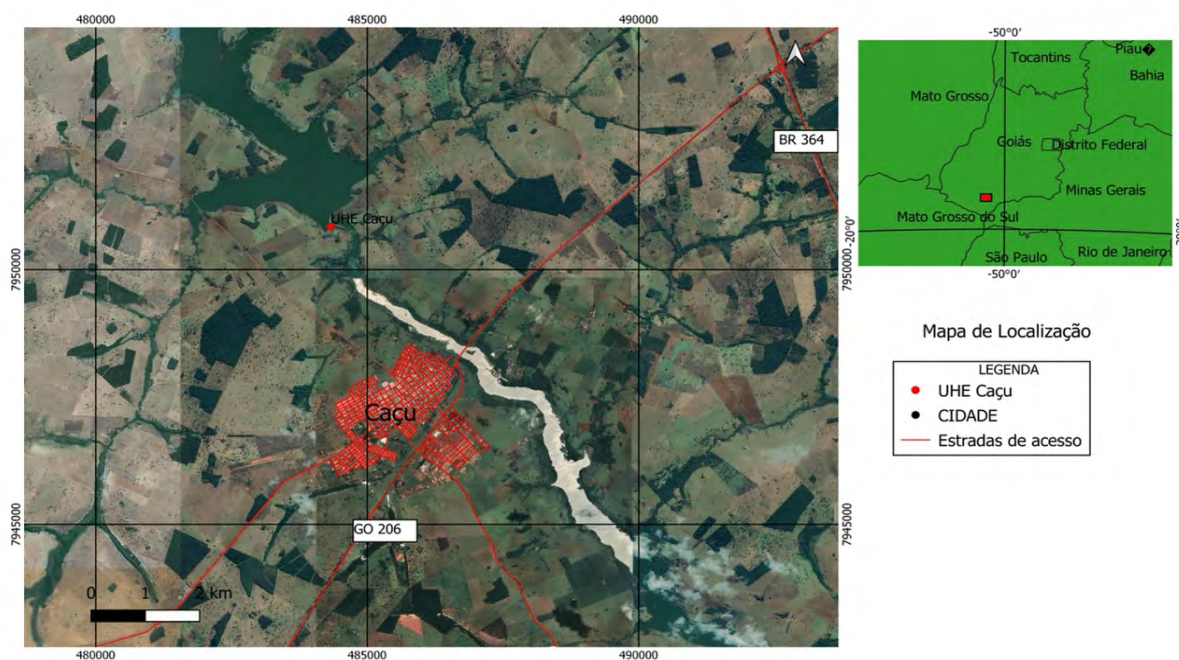 480000
485000
490000
BR 364
UHE Caçu
7950000
7950000
Caçu
7945000
7945000
GO 206
0 1 2 km
480000
485000
490000
-50°0′
Piau�
Tocantins
Bahia
Mato Grosso
Goiás
Distrito Federal
Minas Gerais
Mato Grosso do Sul
-20°0′
-20°0′
São Paulo
Rio de Janeiro
-50°0′
Mapa de Localização
LEGENDA
UHE Caçu
CIDADE
Estradas de acesso